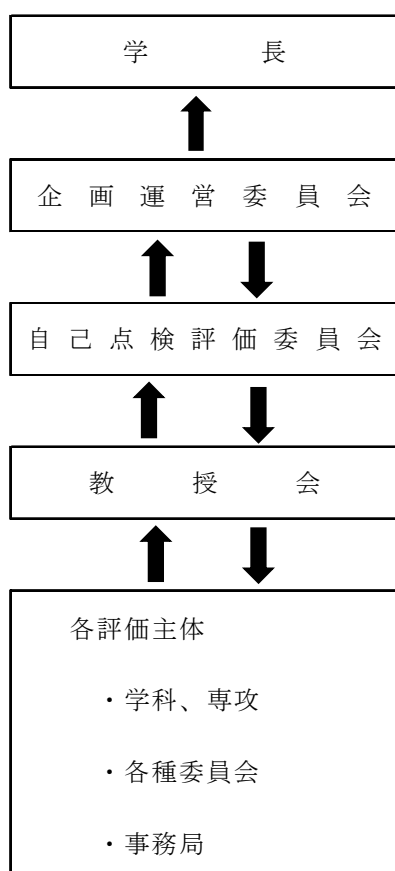 学長
企画運営委員会
自己点検評価委員会
教授会
各評価主体
・学科、専攻
・各種委員会
・事務局